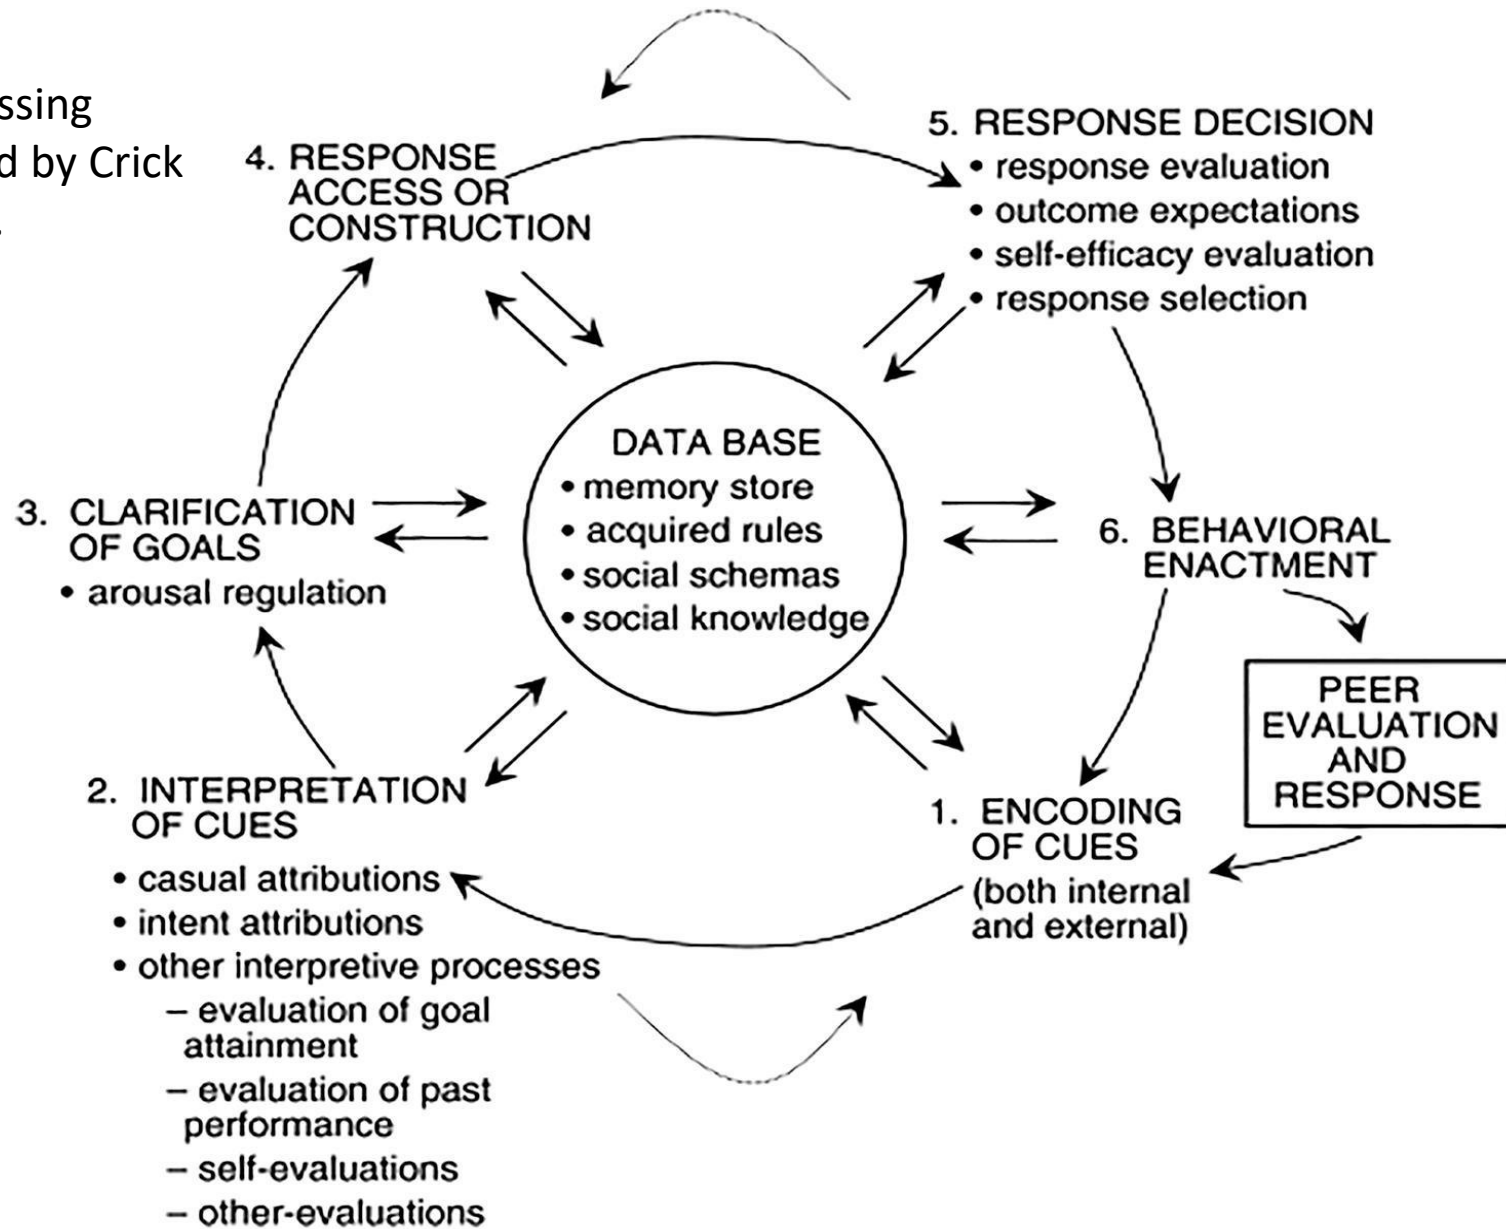 ssing
d by Crick
4. RESPONSE
ACCESS OR
CONSTRUCTION
5. RESPONSE DECISION
• response evaluation
• outcome expectations
• self-efficacy evaluation
• response selection
DATA BASE
• memory store
• acquired rules
• social schemas
• social knowledge
3. CLARIFICATION
OF GOALS
• arousal regulation
6. BEHAVIORAL
ENACTMENT
PEER
EVALUATION
AND
RESPONSE
2. INTERPRETATION
OF CUES
• casual attributions
• intent attributions
• other interpretive processes
– evaluation of goal
attainment
– evaluation of past
performance
– self-evaluations
– other-evaluations
1. ENCODING
OF CUES
(both internal
and external)